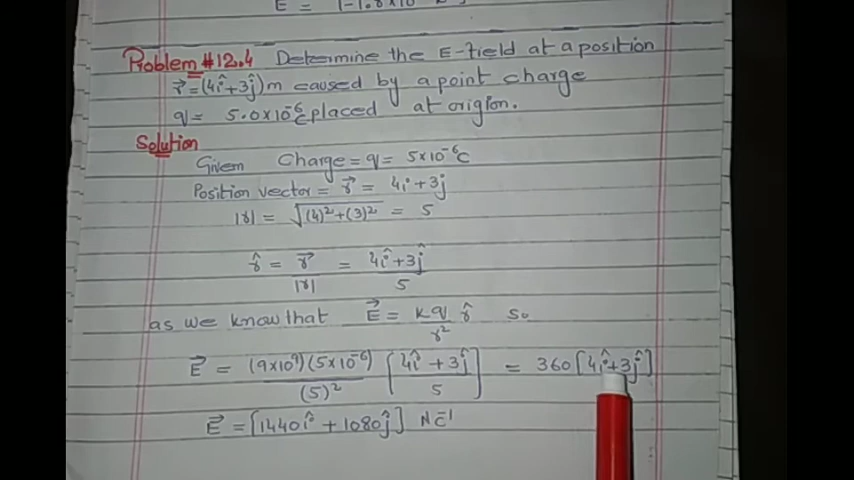 E =
Problem #12.4 Determine the E-field at a position
r⃗ = (4î+3ĵ)m caused by a point charge
q = 5.0×10⁻⁶C placed at origion.
Solution
Given Charge = q = 5×10⁻⁶C
Position vector = r⃗ = 4i + 3j
|r| = √(4)²+(3)² = 5
r̂ = r⃗/|r| = 4î+3ĵ/5
as we know that E⃗ = Kq/r² r̂ so
E⃗ = (9×10⁹)(5×10⁻⁶)/(5)² [4î + 3ĵ/5] = 360[4î+3ĵ]
E⃗ = [1440î + 1080ĵ] NC⁻¹